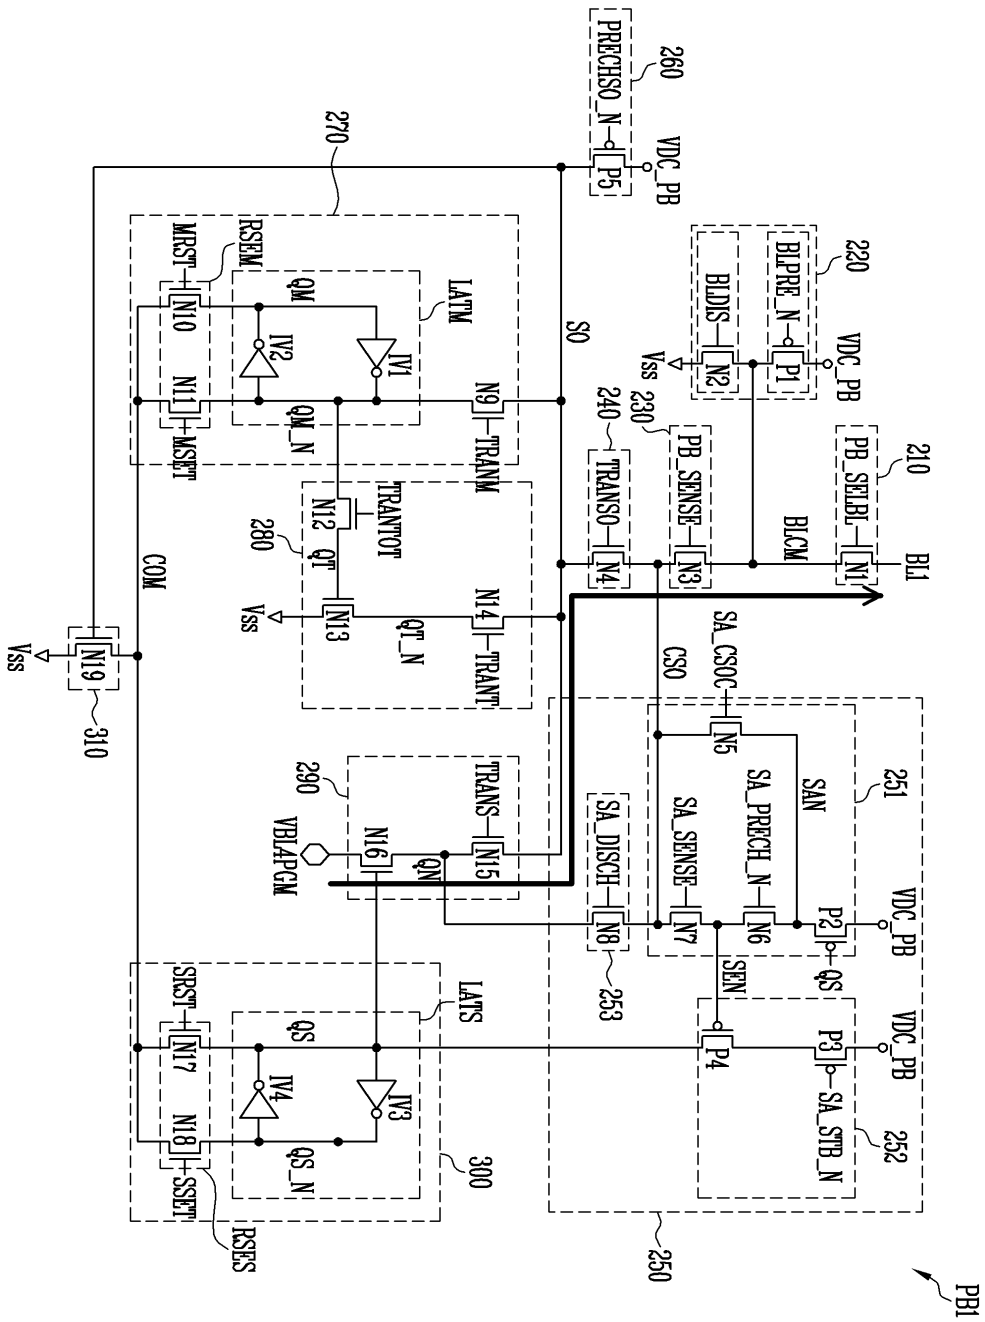 PB1
BL1
210
PB_SELBL
N1
VDC_PB
220
BLPRE_N
P1
BLCM
BLDIS
N2
Vss
230
PB_SENSE
N3
240
TRANSO
N4
CSO
SA_CSOC
N5
SAN
251
VDC_PB
P2
QS
SA_PRECH_N
N6
SEN
SA_SENSE
N7
SA_DISCH
N8
253
VDC_PB
P3
SA_STB_N
252
P4
250
260
PRECHSO_N
VDC_PB
P5
SO
270
LATM
N9
TRANM
IV1
IV2
QM
QM_N
RSEM
MRST
N10
N11
MSET
TRANTOT
N12
280
QT
N13
Vss
N14
TRANT
QT_N
290
TRANS
N15
QN
N16
VBL4PGM
LATS
IV3
IV4
QS
QS_N
300
SRST
N17
N18
SSET
RSES
COM
N19
310
Vss